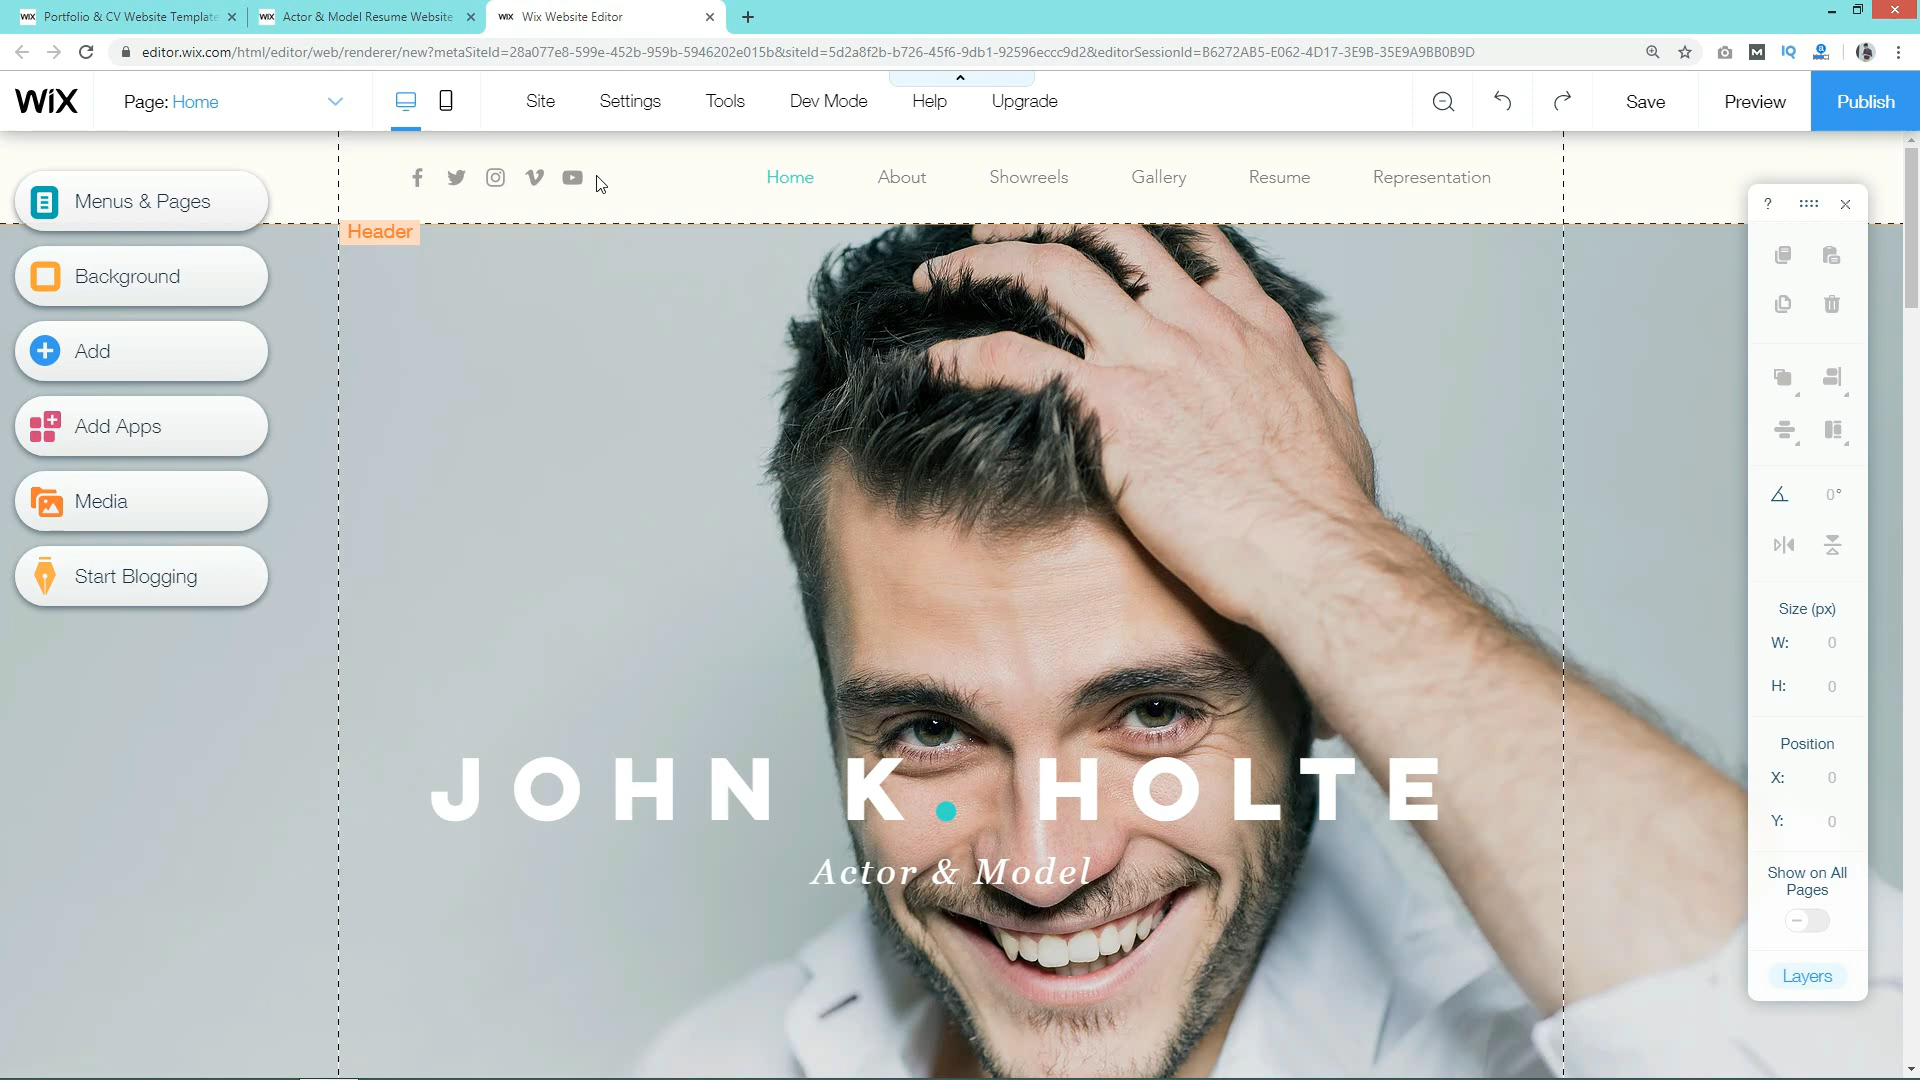 WiX Portfolio & CV Website Template
WiX Actor & Model Resume Website
WiX Wix Website Editor
editor.wix.com/html/editor/web/renderer/new?metaSiteId=28a077e8-599e-452b-959b-5946202e015b&siteId=5d2a8f2b-b726-45f6-9db1-92596eccc9d2&editorSessionId=B6272AB5-E062-4D17-3E9B-35E9A9BB0B9D
M IQ
WiX Page: Home Site Settings Tools Dev Mode Help Upgrade Save Preview Publish
Home About Showreels Gallery Resume Representation
Header
Menus & Pages
Background
Add
Add Apps
Media
Start Blogging
JOHN K. HOLTE
Actor & Model
?
0°
Size (px)
W: 0
H: 0
Position
X: 0
Y: 0
Show on All
Pages
Layers